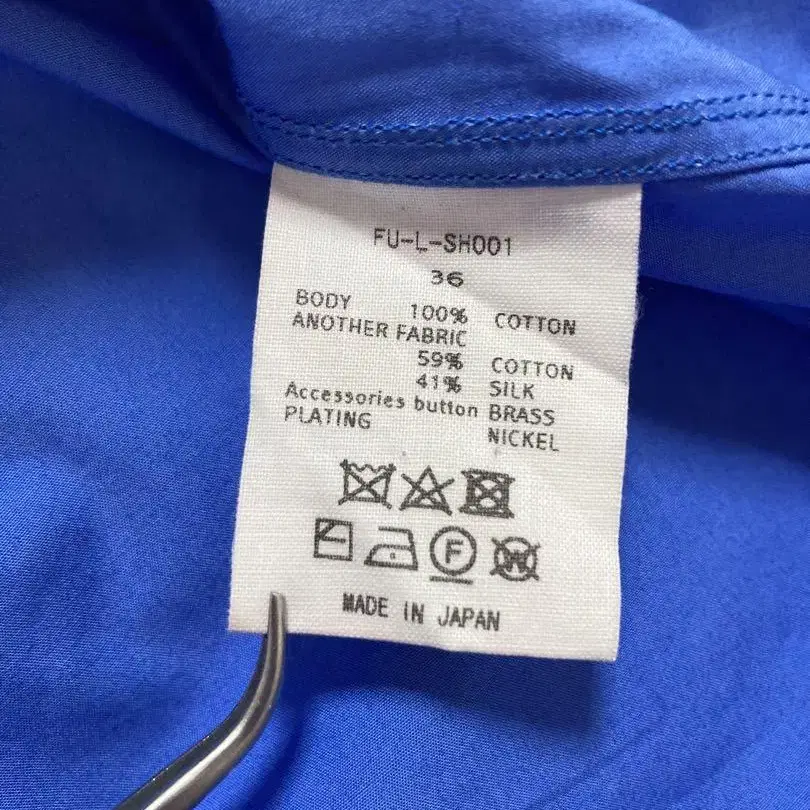 FU-L-SH001
36
BODY 100% COTTON
ANOTHER FABRIC
59% COTTON
41% SILK
Accessories button BRASS
PLATING NICKEL
F
W
MADE IN JAPAN